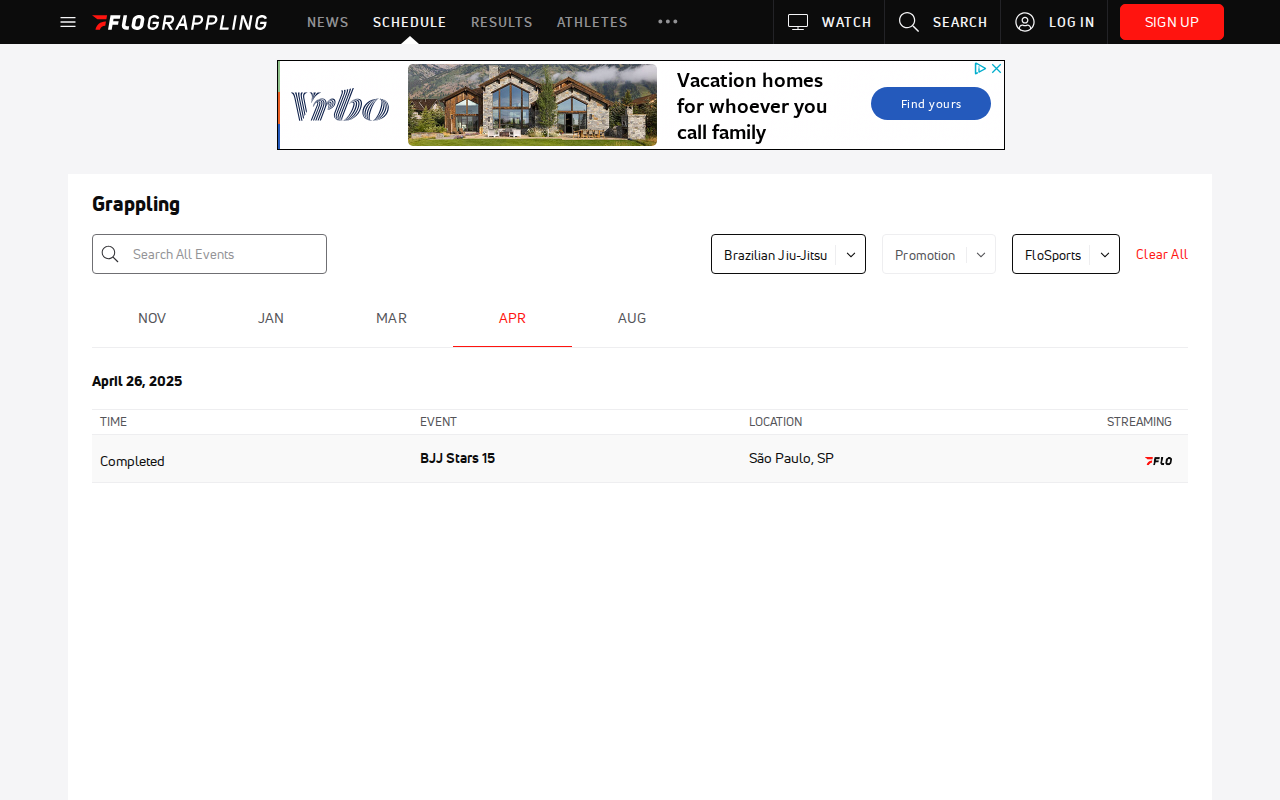 FLOGRAPPLING
NEWS
SCHEDULE
RESULTS
ATHLETES
WATCH
SEARCH
LOG IN
SIGN UP
Vrbo
Vacation homes
for whoever you
call family
Find yours
Grappling
Search All Events
Brazilian Jiu-Jitsu
Promotion
FloSports
Clear All
NOV
JAN
MAR
APR
AUG
April 26, 2025
TIME
EVENT
LOCATION
STREAMING
Completed
BJJ Stars 15
São Paulo, SP
FLO